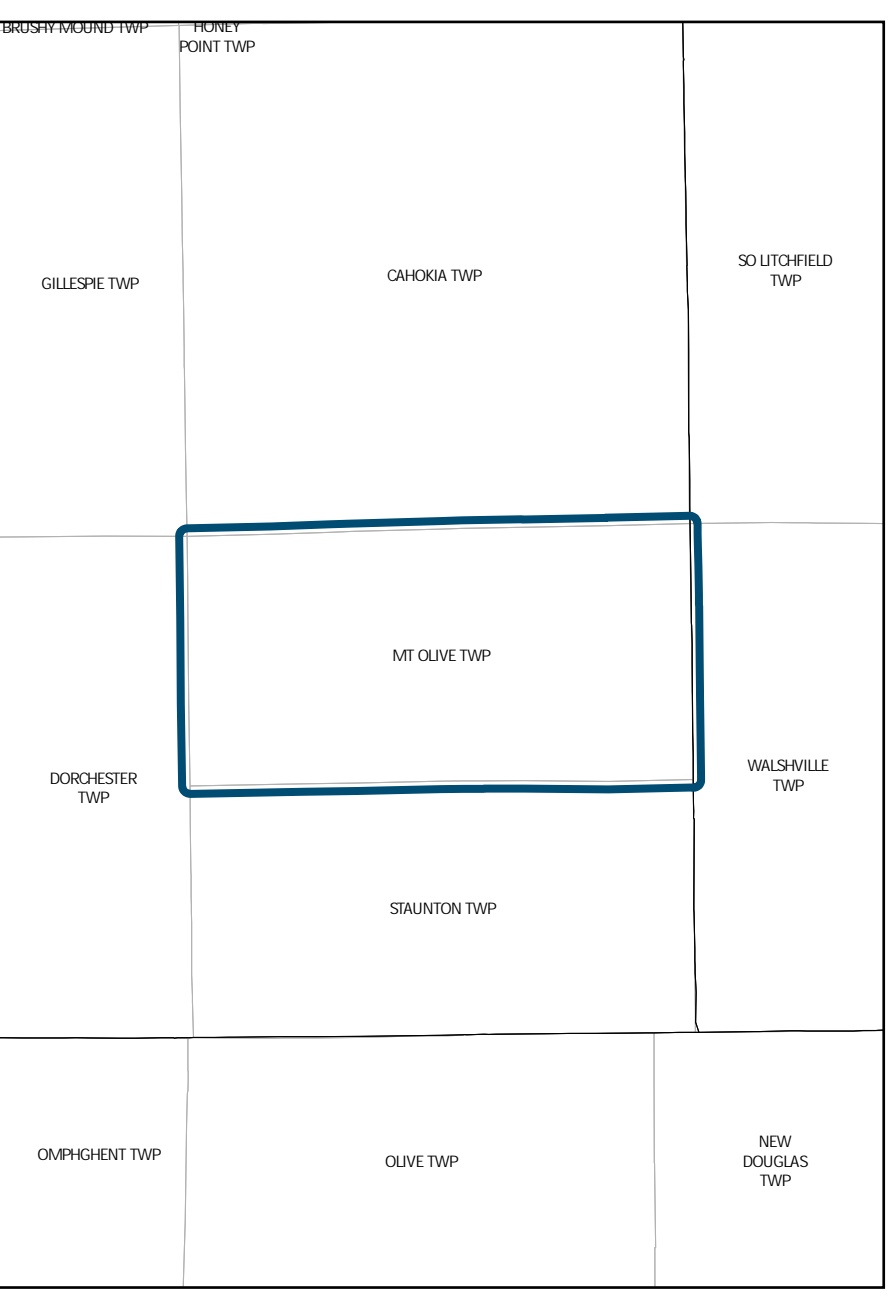 BRUSHY MOUND TWP
HONEY
POINT TWP
GILLESPIE TWP
CAHOKIA TWP
SO LITCHFIELD
TWP
MT OLIVE TWP
DORCHESTER
TWP
WALSHVILLE
TWP
STAUNTON TWP
OMPHGHENT TWP
OLIVE TWP
NEW
DOUGLAS
TWP